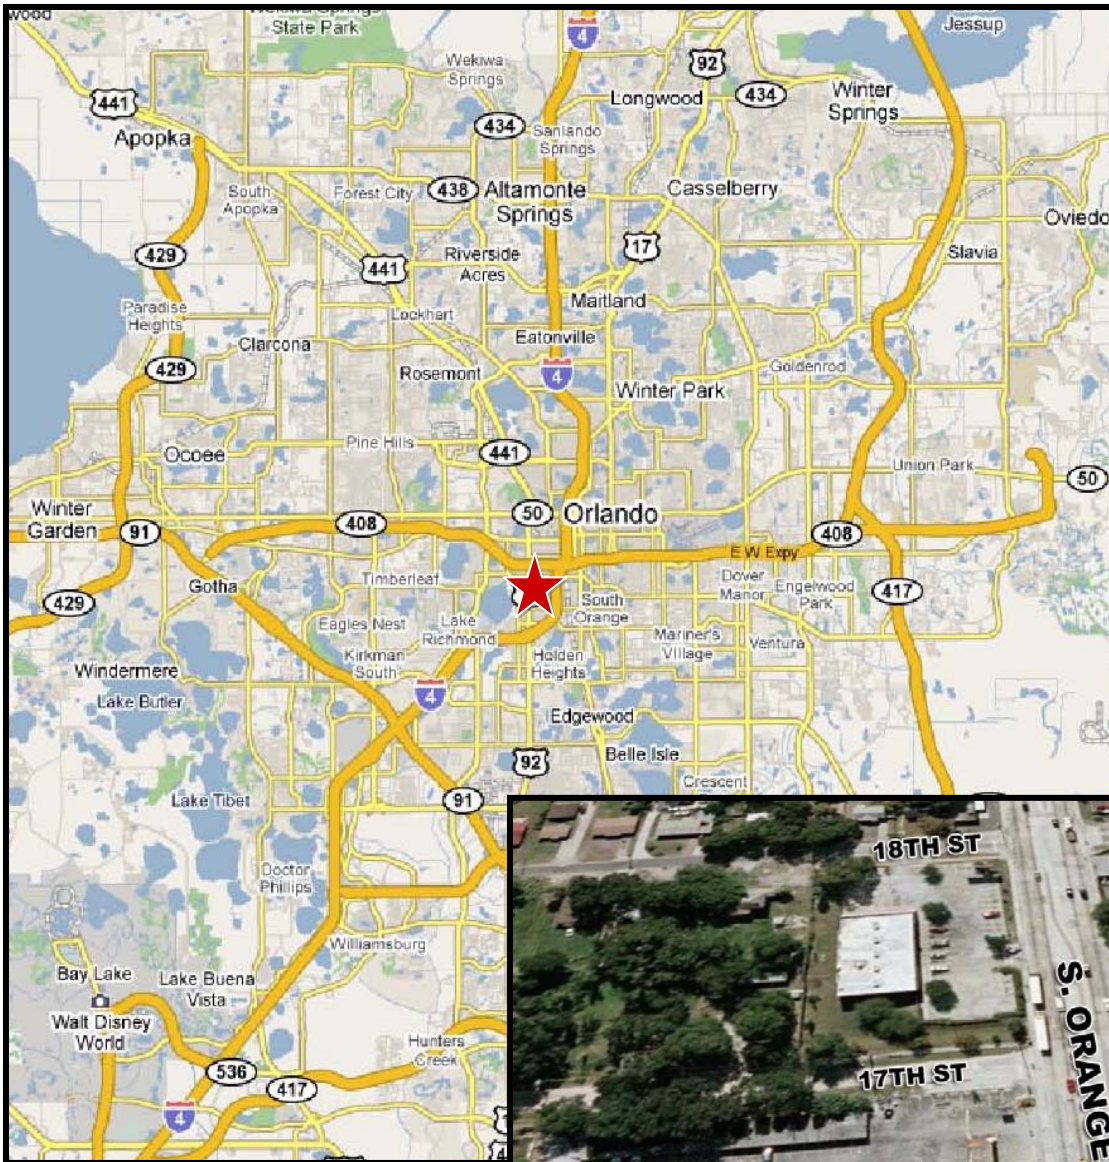 Wekiwa Springs
State Park
Jessup
4
92
Wekiwa
Springs
441
Longwood
434
Winter
Springs
Apopka
434
Sanlando
Springs
South
Apopka
Forest City
438
Altamonte
Springs
Casselberry
Oviedo
429
441
Riverside
Acres
17
Slavia
Paradise
Heights
Lockhart
Maitland
Clarcona
Eatonville
429
Rosemont
4
Goldenrod
Winter Park
Ocoee
Pine Hills
441
Union Park
50
Winter
Garden
91
408
50
Orlando
408
E W Expy
Gotha
Timberleaf
Dover
Manor
Engelwood
Park
417
429
Eagles Nest
Lake
Richmond
South
Orange
Mariner's
Village
Ventura
Windermere
Kirkman
South
Holden
Heights
Lake Butler
4
Edgewood
92
Belle Isle
Crescent
Lake Tibet
91
Doctor
Phillips
Williamsburg
Bay Lake
Lake Buena
Vista
Walt Disney
World
Hunters
Creek
536
417
4
18TH ST
S. ORANGE
17TH ST